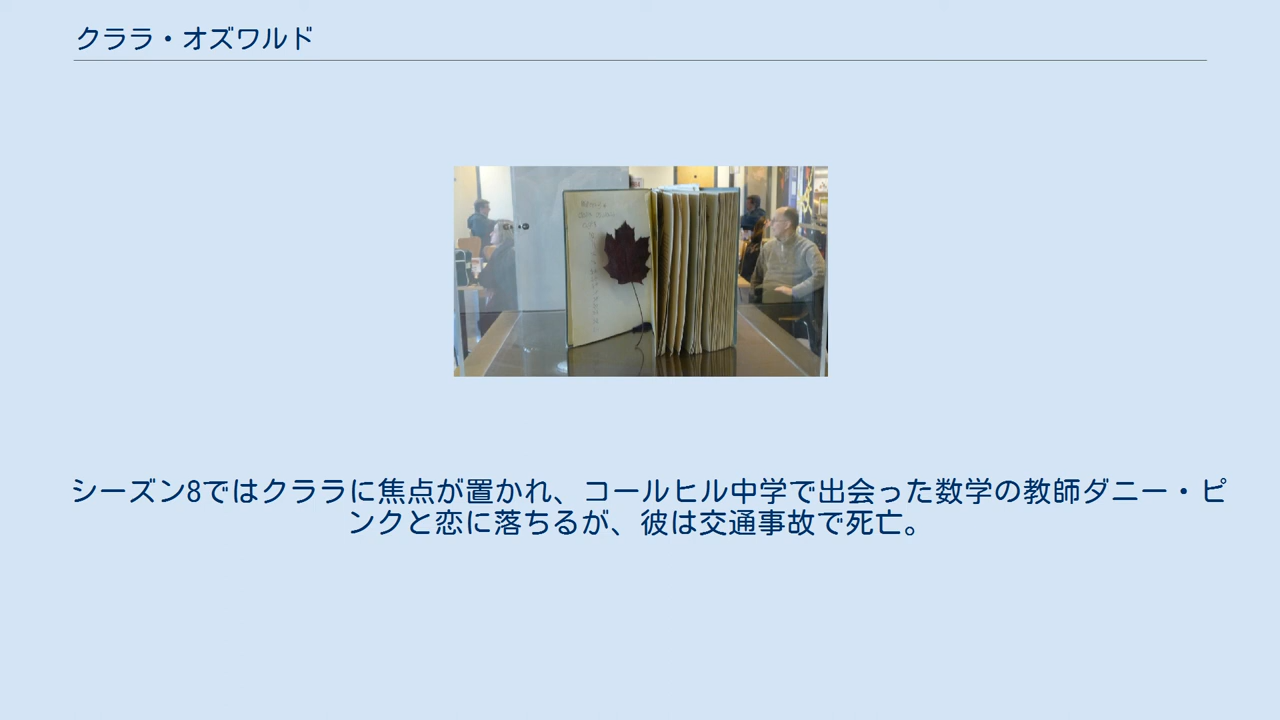 クララ・オズワルド
シーズン8ではクララに焦点が置かれ、コールヒル中学で出会った数学の教師ダニー・ピ
ンクと恋に落ちるが、彼は交通事故で死亡。